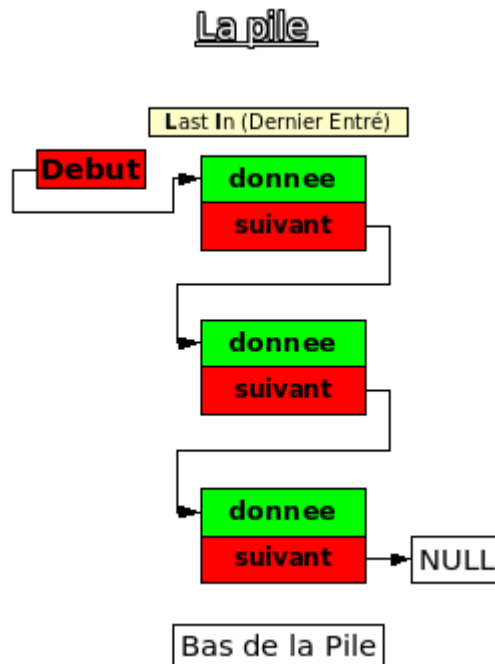 La pile
Last In (Dernier Entré)
Debut
donnee
suivant
donnee
suivant
donnee
suivant
NULL
Bas de la Pile